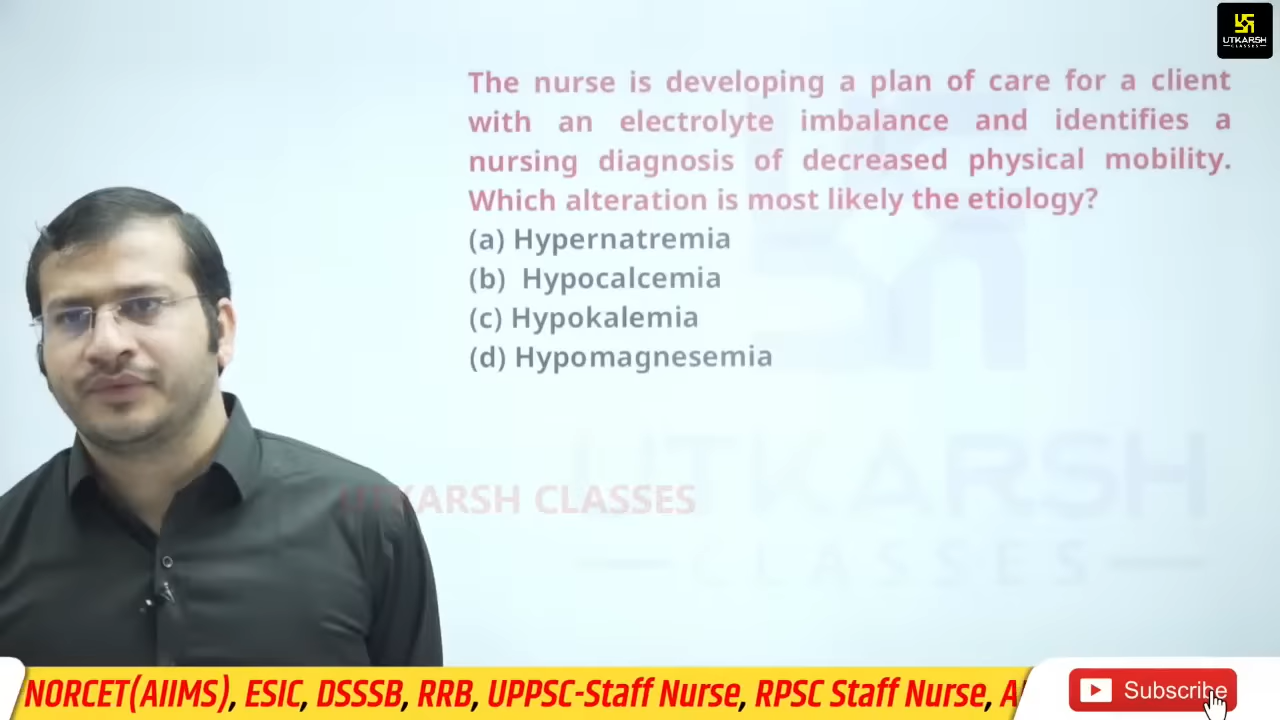 UTKARSH
CLASSES
The nurse is developing a plan of care for a client
with an electrolyte imbalance and identifies a
nursing diagnosis of decreased physical mobility.
Which alteration is most likely the etiology?
(a) Hypernatremia
(b) Hypocalcemia
(c) Hypokalemia
(d) Hypomagnesemia
UTKARSH CLASSES
UTKARSH
CLASSES
NORCET(AIIMS), ESIC, DSSSB, RRB, UPPSC-Staff Nurse, RPSC Staff Nurse,
Subscribe